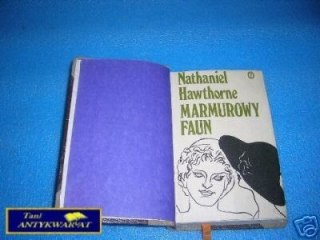 Nathaniel
Hawthorne
MARMUROWY
FAUN
Tani
ANTYKWARIAT